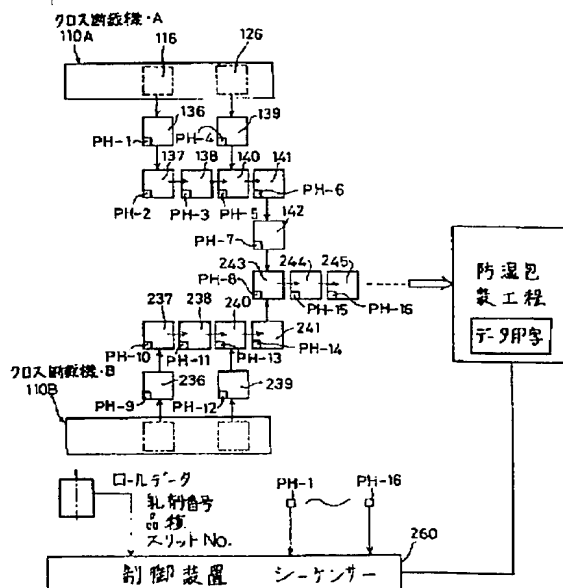 クロス断裁機・A
110A
116
126
136
139
PH-1
PH-4
137
138
140
141
PH-2
PH-3
PH-5
PH-6
142
PH-7
243
244
245
PH-8
PH-15
PH-16
防湿包
装工程
データ印字
237
238
240
241
PH-10
PH-11
PH-13
PH-14
クロス断裁機・B
110B
236
239
PH-9
PH-12
ロールデータ
乳剤番号
品種
スリットNo.
PH-1
PH-16
260
制御装置 シーケンサー